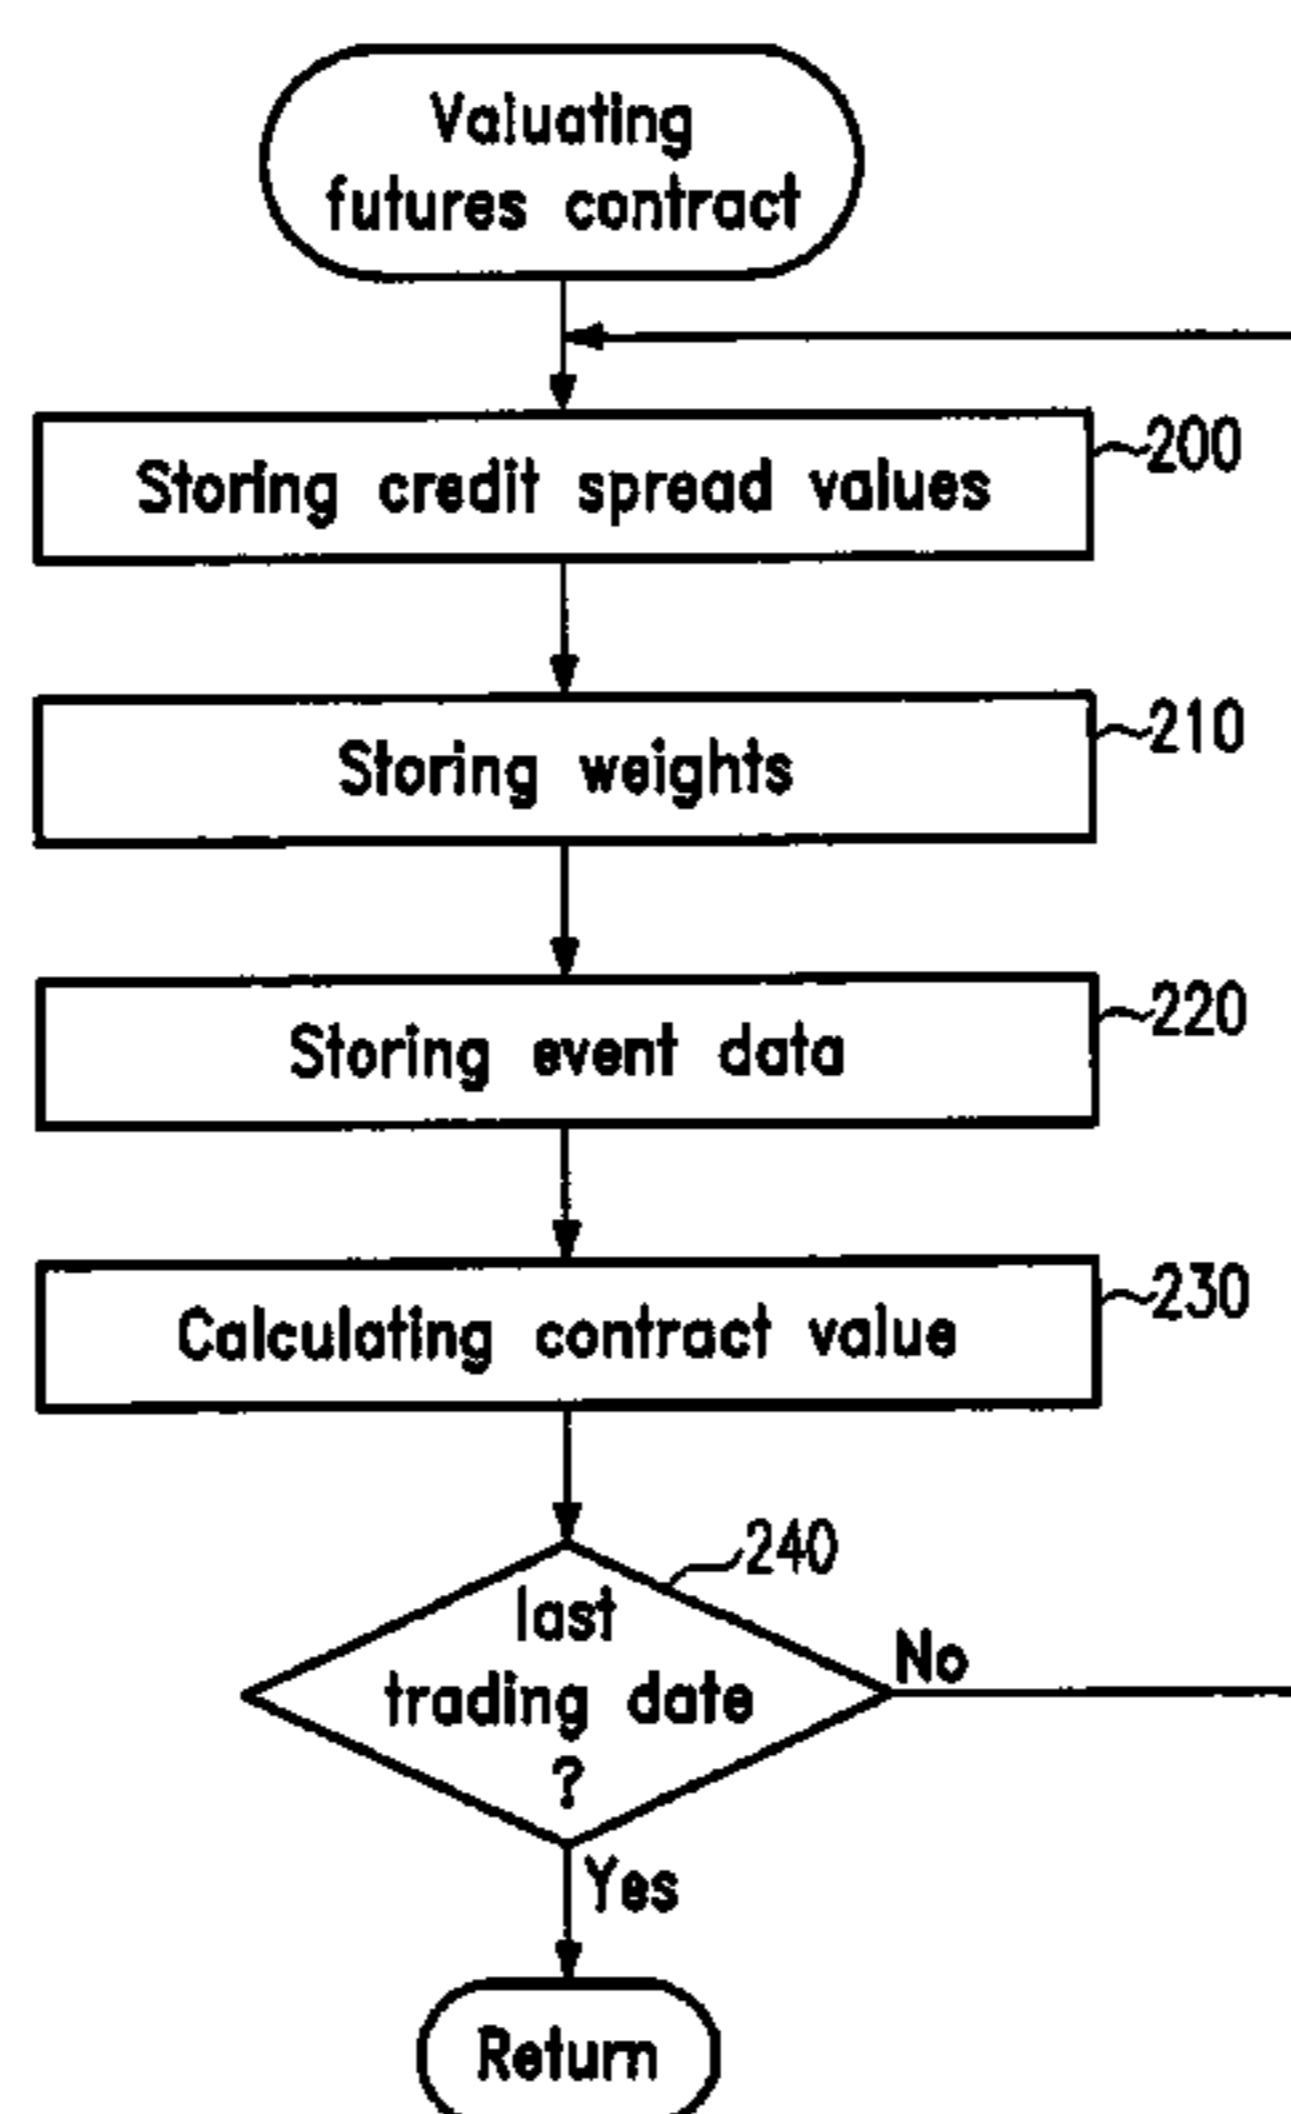 Valuating
futures contract
Storing credit spread values
200
Storing weights
210
Storing event data
220
Calculating contract value
230
240
last
trading date
?
No
Yes
Return